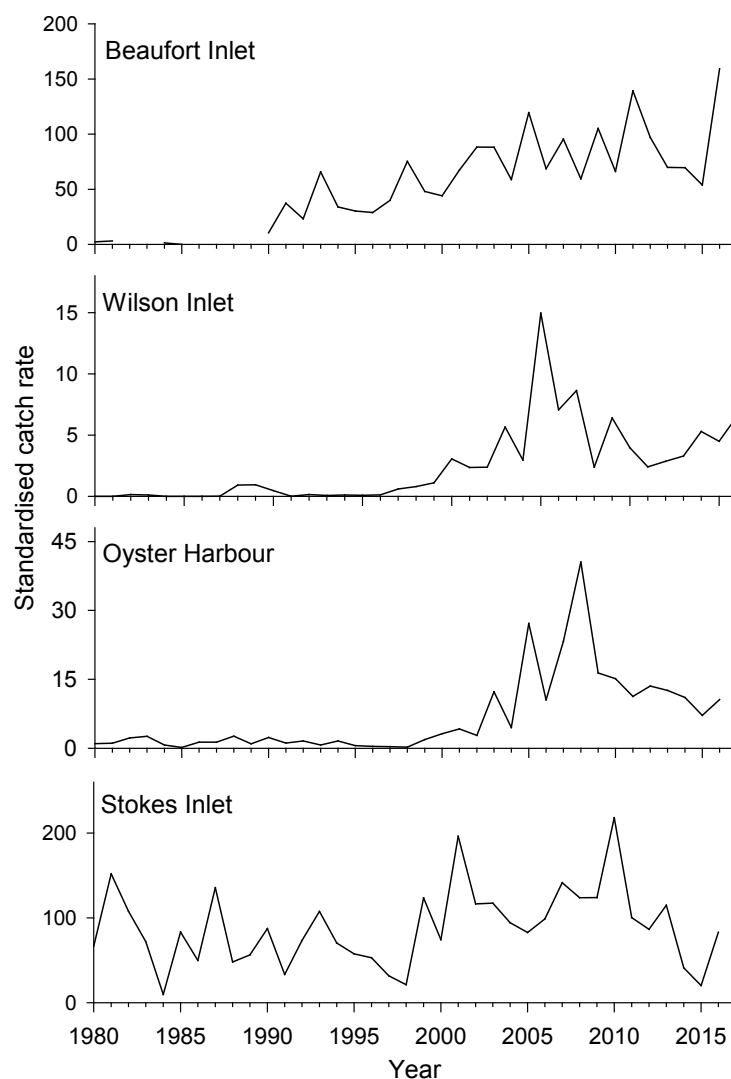 200
Beaufort Inlet
150
100
50
0
Wilson Inlet
15
10
5
0
Standardised catch rate
45
Oyster Harbour
30
15
0
Stokes Inlet
200
100
0
1980 1985 1990 1995 2000 2005 2010 2015
Year